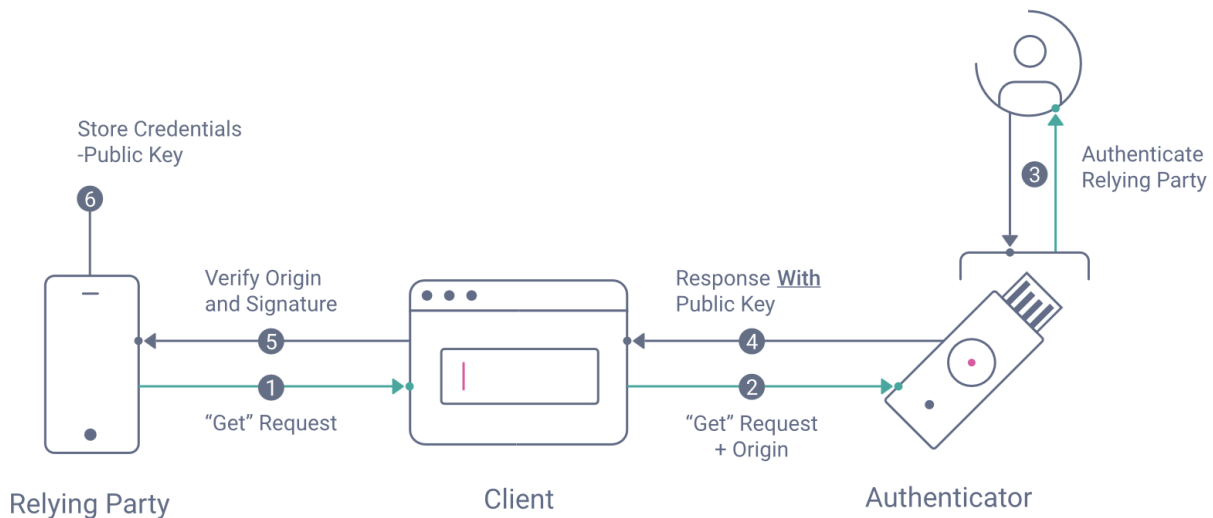 Store Credentials
-Public Key
6
Authenticate
Relying Party
3
Verify Origin
and Signature
5
Response With
Public Key
4
1
“Get” Request
2
“Get” Request
+ Origin
Relying Party
Client
Authenticator